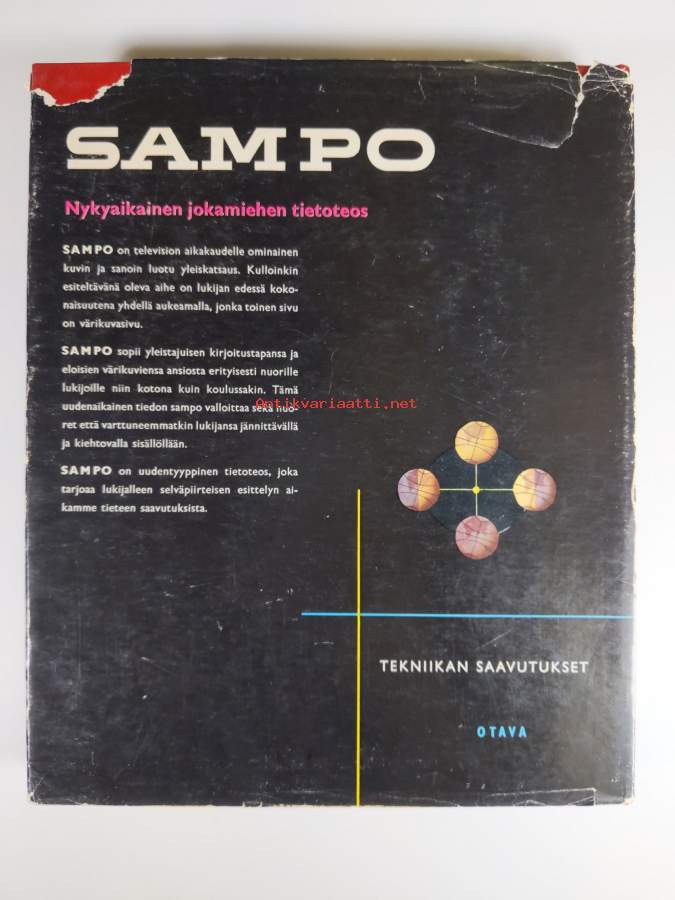 SAMPO
Nykyaikainen jokamiehen tietoteos
SAMPO on television aikakaudelle ominainen
kuvin ja sanoin luotu yleiskatsaus. Kulloinkin
esiteltävänä oleva aihe on lukijan edessä koko-
naisuutena yhdellä aukeamalla, jonka toinen sivu
on värikuvasivu.
SAMPO sopii yleistajuisen kirjoitustapansa ja
eloisien värikuviensa ansiosta erityisesti nuorille
lukijoille niin kotona kuin koulussakin. Tämä
uudenaikainen tiedon sampo valloittaa sekä nuo-
ret että varttuneemmatkin lukijansa jännittävällä
ja kiehtovalla sisällöllään.
Antikvariaatti.net
SAMPO on uudentyyppinen tietoteos, joka
tarjoaa lukijalleen selväpiirteisen esittelyn ai-
kamme tieteen saavutuksista.
TEKNIIKAN SAAVUTUKSET
OTAVA